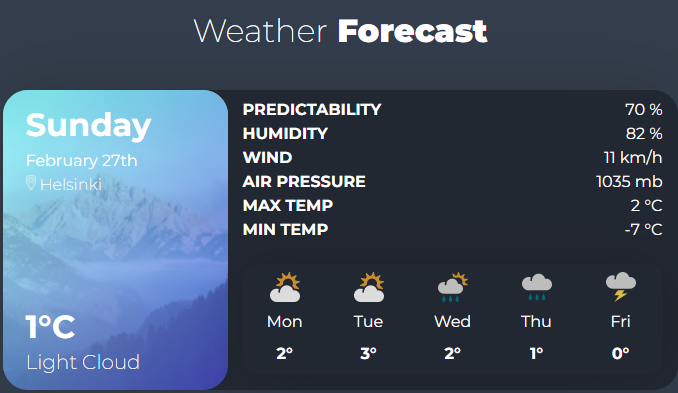 Weather Forecast
Sunday
February 27th
Helsinki
1°C
Light Cloud
PREDICTABILITY 70 %
HUMIDITY 82 %
WIND 11 km/h
AIR PRESSURE 1035 mb
MAX TEMP 2 °C
MIN TEMP -7 °C
Mon Tue Wed Thu Fri
2° 3° 2° 1° 0°